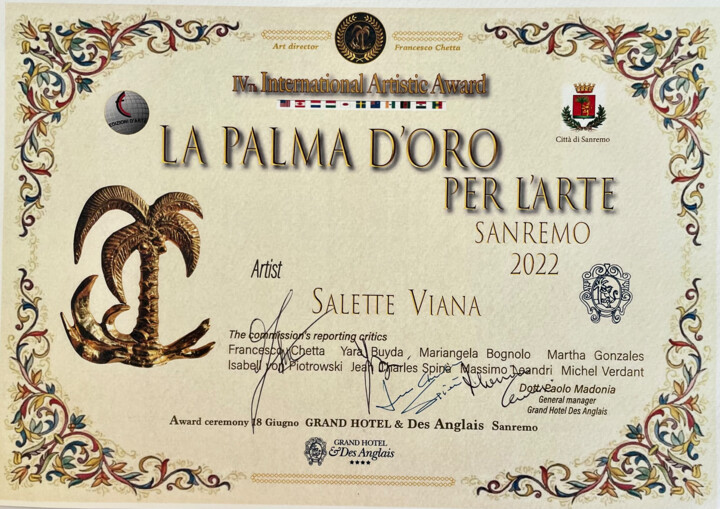 Art director Francesco Chetta
IVTh International Artistic Award
EDIZIONI D'ARTE
Città di Sanremo
LA PALMA D'ORO
PER L'ARTE
SANREMO
2022
Artist
SALETTE VIANA
The commission's reporting critics
Francesco Chetta Yara Buyda Mariangela Bognolo Martha Gonzales
Isabell von Piotrowski Jean Charles Spina Massimo Leandri Michel Verdant
Dott. Paolo Madonia
General manager
Grand Hotel Des Anglais
Award ceremony 18 Giugno GRAND HOTEL & Des Anglais Sanremo
GRAND HOTEL
& Des Anglais